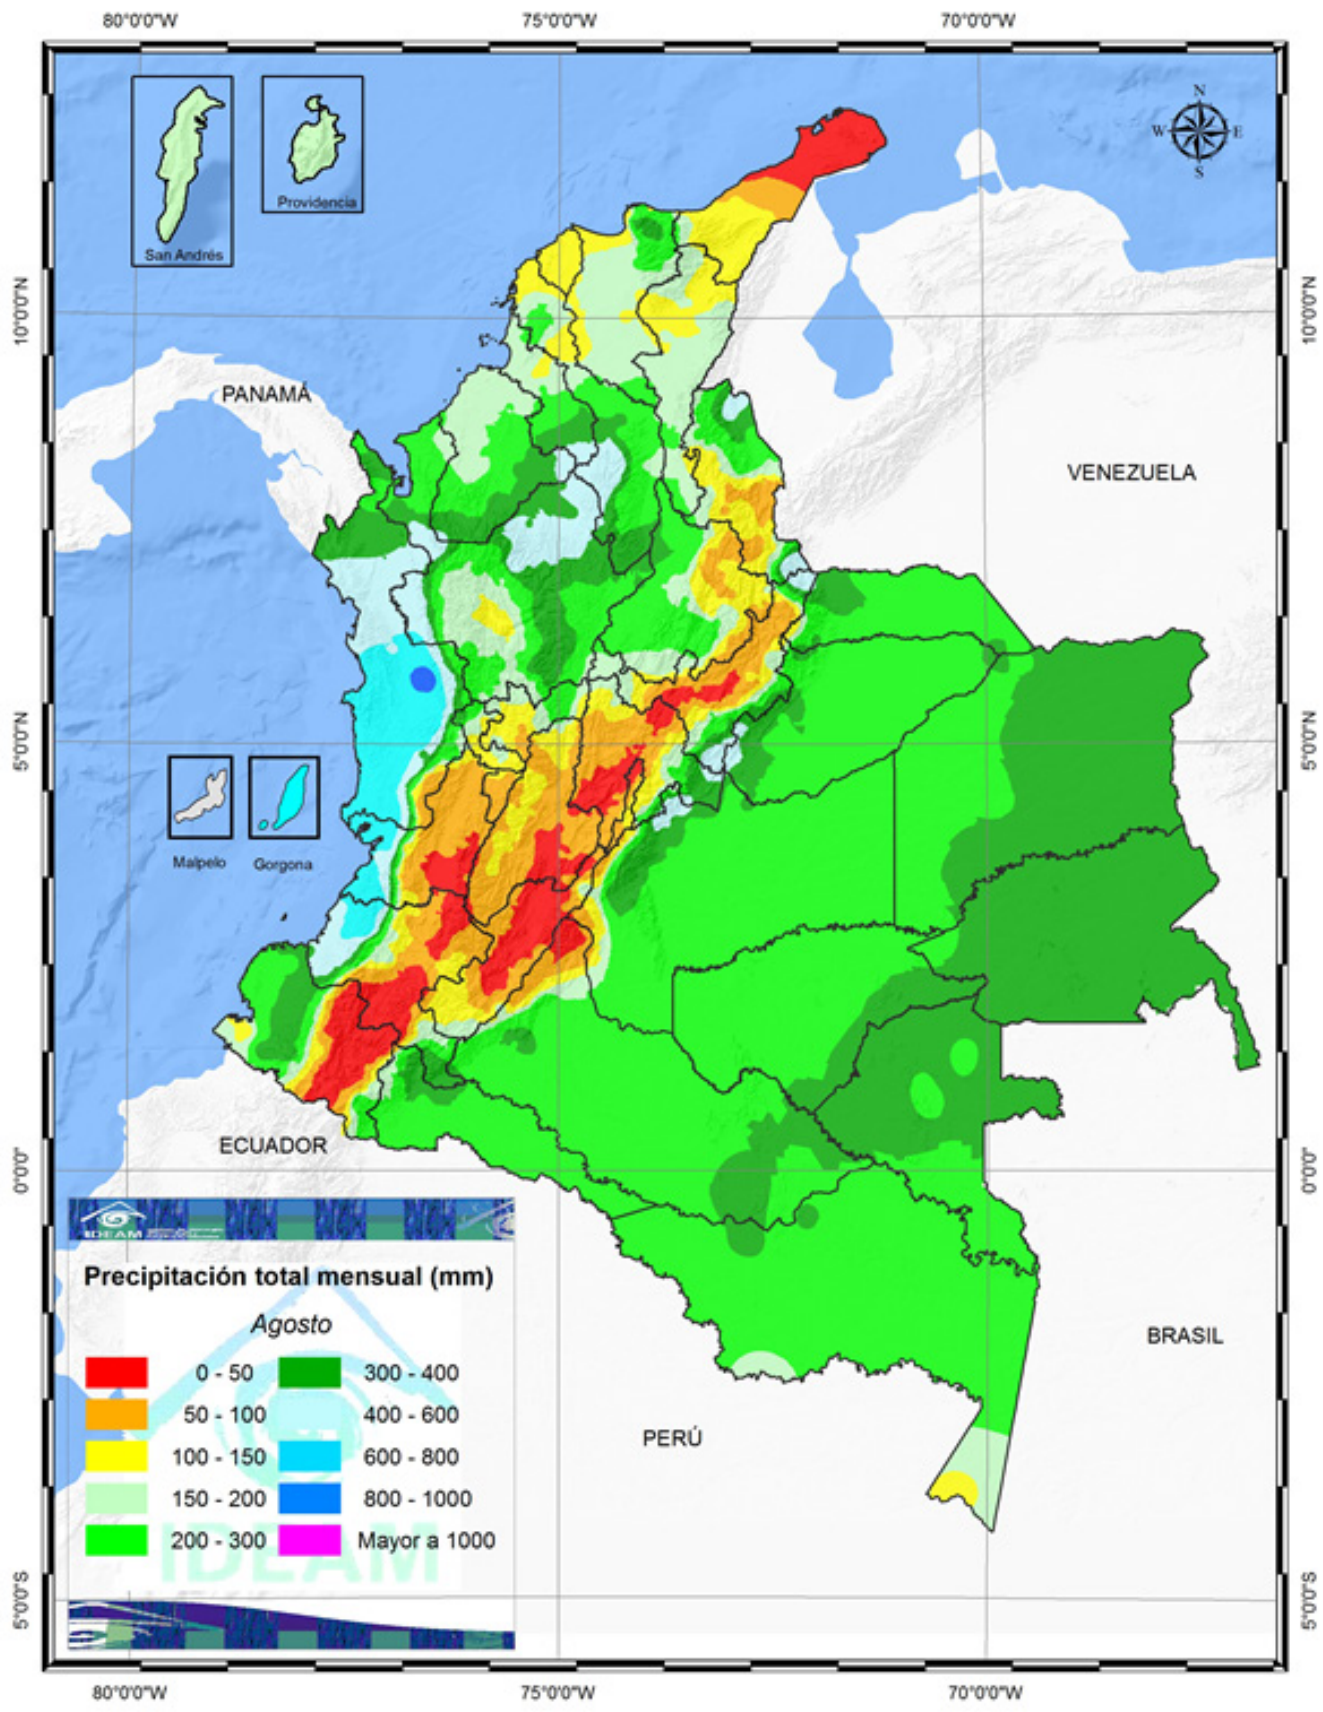 80°0'0"W 75°0'0"W 70°0'0"W
N
W E
S
San Andrés
Providencia
10°0'0"N 10°0'0"N
PANAMÁ
VENEZUELA
5°0'0"N 5°0'0"N
Malpelo Gorgona
ECUADOR
0°0'0" 0°0'0"
IDEAM
Precipitación total mensual (mm)
Agosto
0 - 50 300 - 400
50 - 100 400 - 600
100 - 150 600 - 800
150 - 200 800 - 1000
200 - 300 Mayor a 1000
IDEAM
BRASIL
PERÚ
5°0'0"S 5°0'0"S
80°0'0"W 75°0'0"W 70°0'0"W